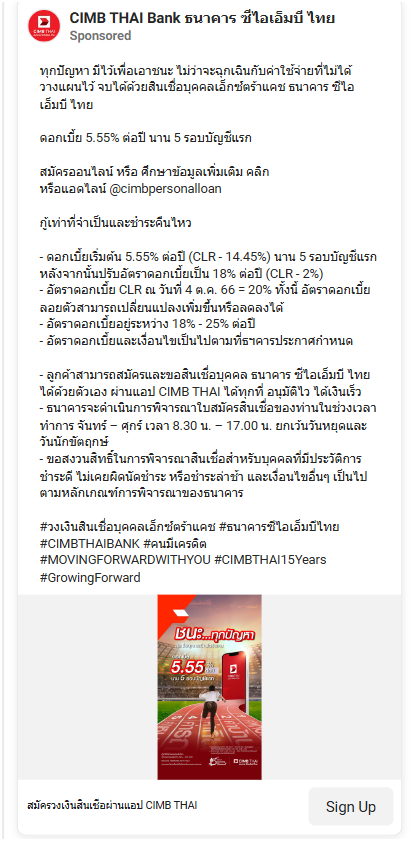 CIMB THAI Bank ธนาคาร ซีไอเอ็มบี ไทย
Sponsored
ทุกปัญหา มีไว้เพื่อเอาชนะ ไม่ว่าจะฉุกเฉินกับค่าใช้จ่ายที่ไม่ได้
วางแผนไว้ จบได้ด้วยสินเชื่อบุคคลเอ็กซ์ตร้าแคช ธนาคาร ซีไอ
เอ็มบี ไทย
ดอกเบี้ย 5.55% ต่อปี นาน 5 รอบบัญชีแรก
สมัครออนไลน์ หรือ ศึกษาข้อมูลเพิ่มเติม คลิก
หรือแอดไลน์ @cimbpersonalloan
กู้เท่าที่จำเป็นและชำระคืนไหว
- ดอกเบี้ยเริ่มต้น 5.55% ต่อปี (CLR - 14.45%) นาน 5 รอบบัญชีแรก
หลังจากนั้นปรับอัตราดอกเบี้ยเป็น 18% ต่อปี (CLR - 2%)
- อัตราดอกเบี้ย CLR ณ วันที่ 4 ต.ค. 66 = 20% ทั้งนี้ อัตราดอกเบี้ย
ลอยตัวสามารถเปลี่ยนแปลงเพิ่มขึ้นหรือลดลงได้
- อัตราดอกเบี้ยอยู่ระหว่าง 18% - 25% ต่อปี
- อัตราดอกเบี้ยและเงื่อนไขเป็นไปตามที่ธาคารประกาศกำหนด
- ลูกค้าสามารถสมัครและขอสินเชื่อบุคคล ธนาคาร ซีไอเอ็มบี ไทย
ได้ด้วยตัวเอง ผ่านแอป CIMB THAI ได้ทุกที่ อนุมัติไว ได้เงินเร็ว
- ธนาคารจะดำเนินการพิจารณาใบสมัครสินเชื่อของท่านในช่วงเวลา
ทำการ จันทร์ – ศุกร์ เวลา 8.30 น. – 17.00 น. ยกเว้นวันหยุดและ
วันนักขัตฤกษ์
- ขอสงวนสิทธิ์ในการพิจารณาสินเชื่อสำหรับบุคคลที่มีประวัติการ
ชำระดี ไม่เคยผิดนัดชำระ หรือชำระล่าช้า และเงื่อนไขอื่นๆ เป็นไป
ตามหลักเกณฑ์การพิจารณาของธนาคาร
#วงเงินสินเชื่อบุคคลเอ็กซ์ตร้าแคช #ธนาคารซีไอเอ็มบีไทย
#CIMBTHAIBANK #คนมีเครดิต
#MOVINGFORWARDWITHYOU #CIMBTHAI15Years
#GrowingForward
ชนะ...ทุกปัญหา
5.55
นาน 5 รอบบัญชีแรก
CIMB THAI
สมัครวงเงินสินเชื่อผ่านแอป CIMB THAI
Sign Up